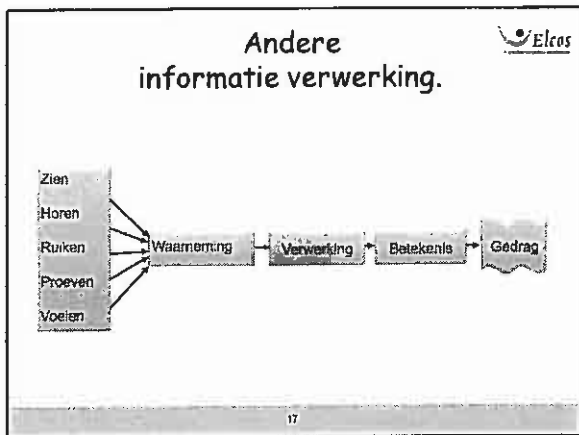 Andere
informatie verwerking.
Elcos
Zien
Horen
Ruiken
Proeven
Voelen
Waarneming
Verwerking
Betekenis
Gedrag
17